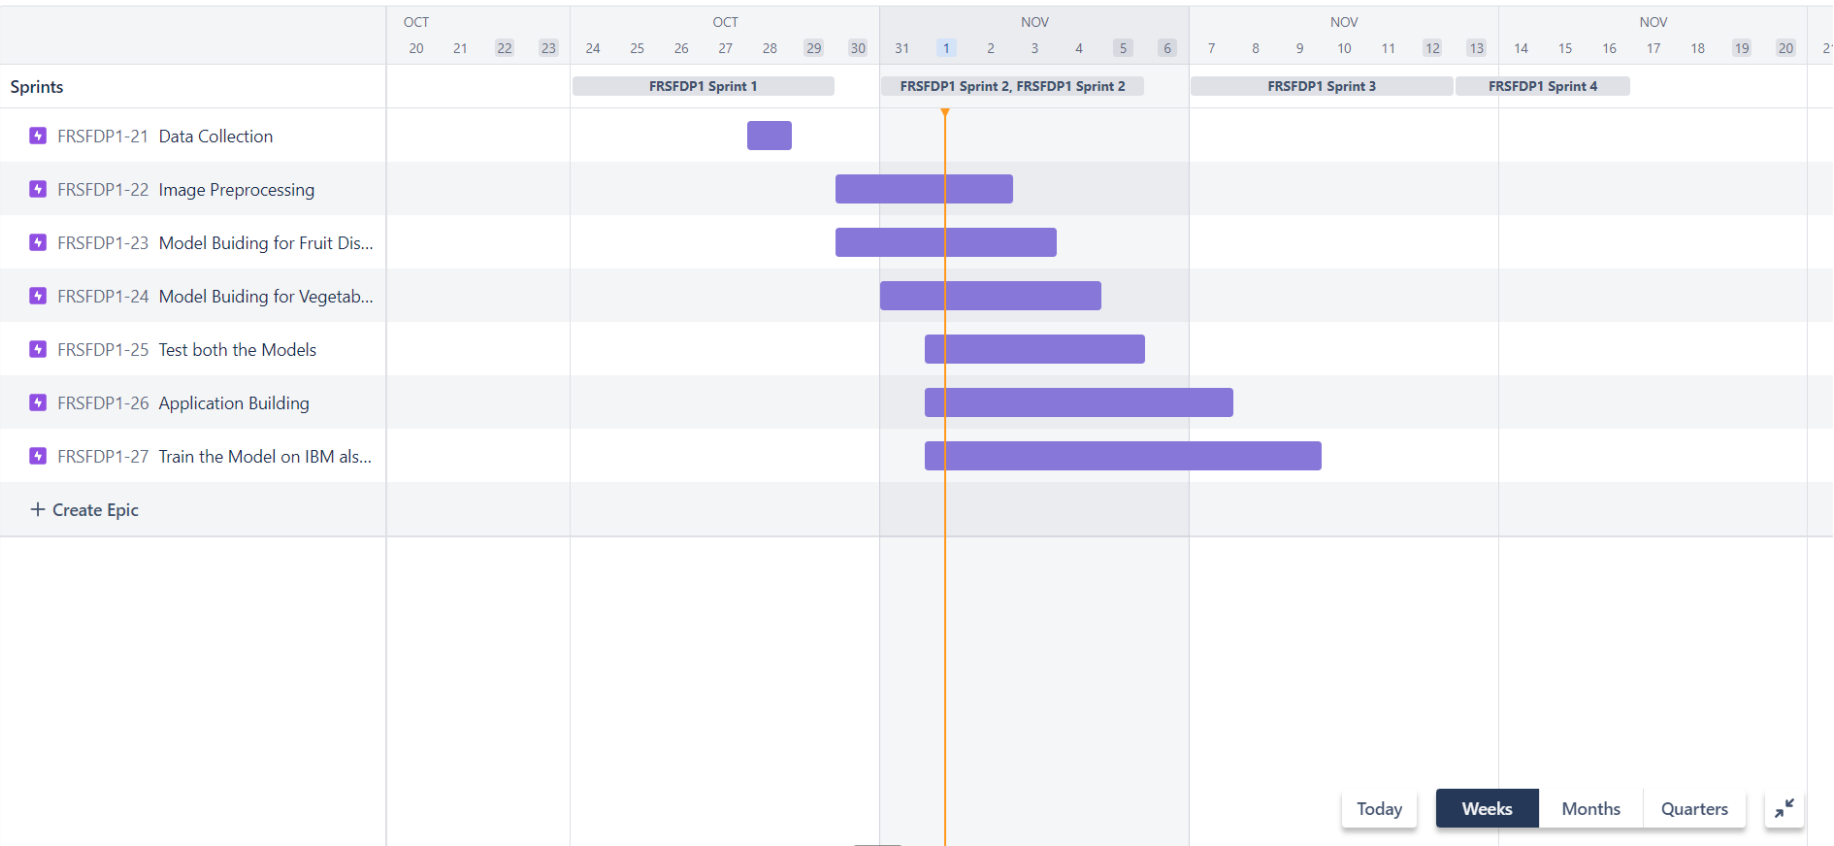 OCT OCT NOV NOV NOV
20 21 22 23 24 25 26 27 28 29 30 31 1 2 3 4 5 6 7 8 9 10 11 12 13 14 15 16 17 18 19 20
Sprints FRSFDP1 Sprint 1 FRSFDP1 Sprint 2, FRSFDP1 Sprint 2 FRSFDP1 Sprint 3 FRSFDP1 Sprint 4
FRSFDP1-21 Data Collection
FRSFDP1-22 Image Preprocessing
FRSFDP1-23 Model Buiding for Fruit Dis...
FRSFDP1-24 Model Buiding for Vegetab...
FRSFDP1-25 Test both the Models
FRSFDP1-26 Application Building
FRSFDP1-27 Train the Model on IBM als...
+ Create Epic
Today Weeks Months Quarters